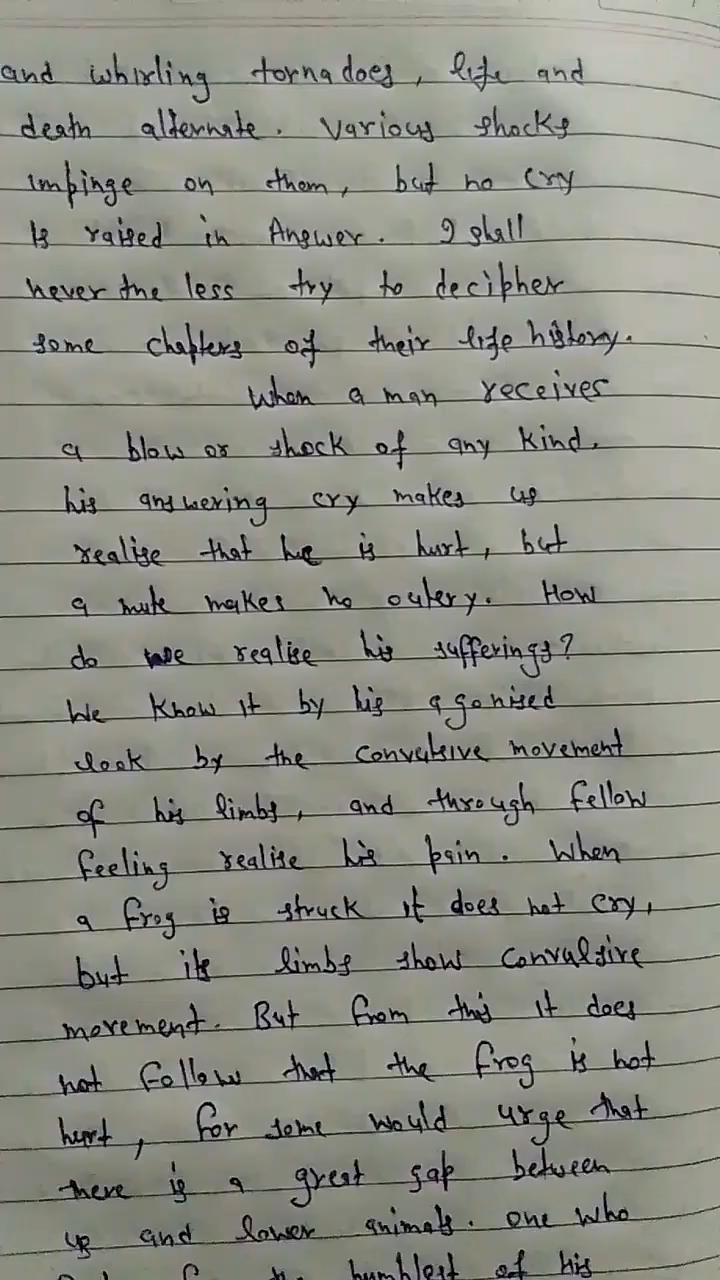 and whirling tornadoes, life and
death alternate. Various shocks
impinge on them, but no cry
Is raised in Answer. I shall
never the less try to decipher
some chapters of their life history.
When a man receives
a blow or shock of any kind.
his answering cry makes us
realise that he is hurt, but
a mute makes no outcry. How
do we realise his sufferings?
We know it by his agonised
look by the convulsive movement
of his limbs, and through fellow
feeling realise his pain. When
a frog is struck it does not cry,
but its limbs show convulsive
movement. But from this it does
not follow that the frog is not
hurt, for some would urge that
there is a great gap between
us and lower animals. one who
humblest of his